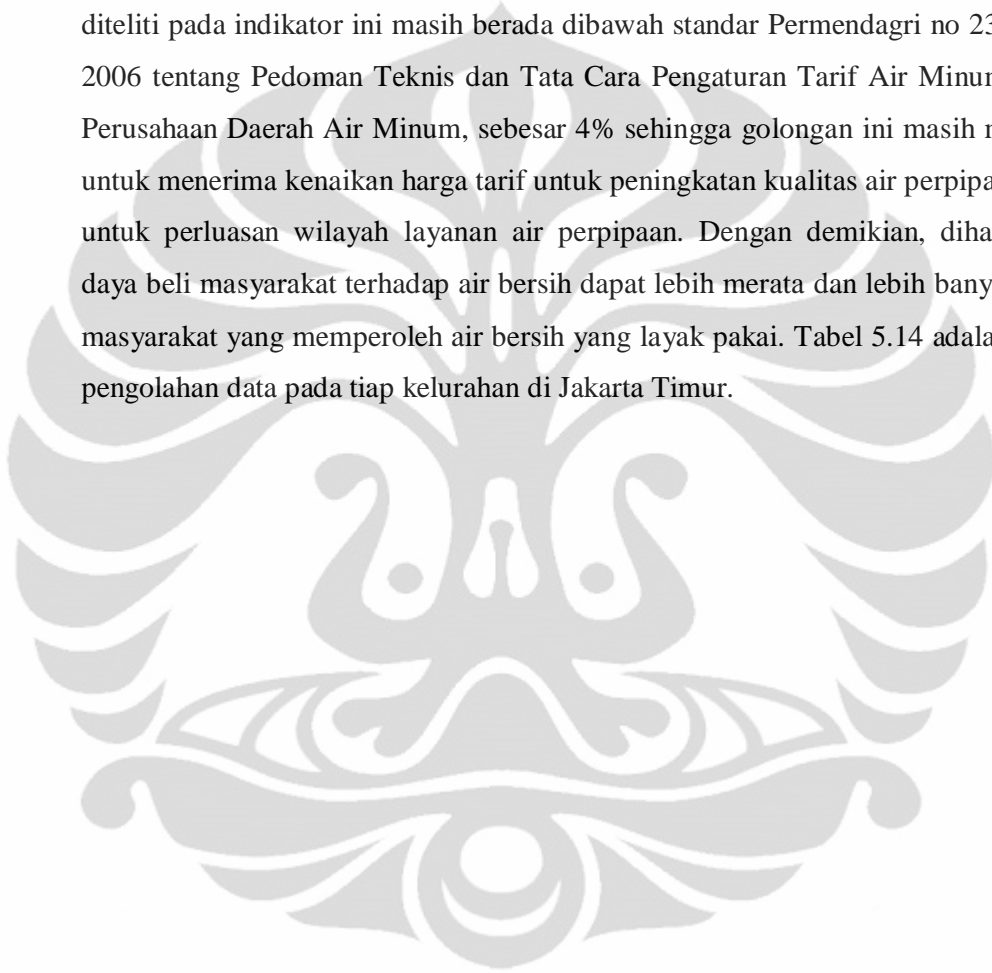 diteliti pada indikator ini masih berada dibawah standar Permendagri no 23
2006 tentang Pedoman Teknis dan Tata Cara Pengaturan Tarif Air
Perusahaan Daerah Air Minum, sebesar 4% sehingga golongan ini masih
untuk menerima kenaikan harga tarif untuk peningkatan kualitas air
untuk perluasan wilayah layanan air perpipaan. Dengan demikian,
daya beli masyarakat terhadap air bersih dapat lebih merata dan lebih
masyarakat yang memperoleh air bersih yang layak pakai. Tabel 5.14
pengolahan data pada tiap kelurahan di Jakarta Timur.